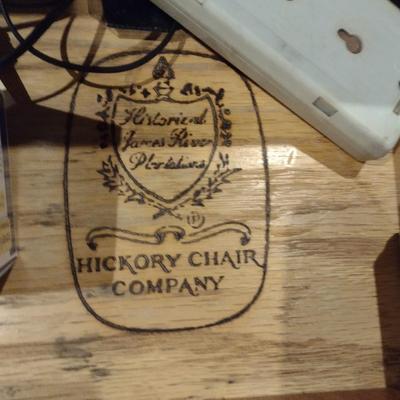 Historical
James River
Plantations
®
HICKORY CHAIR
COMPANY